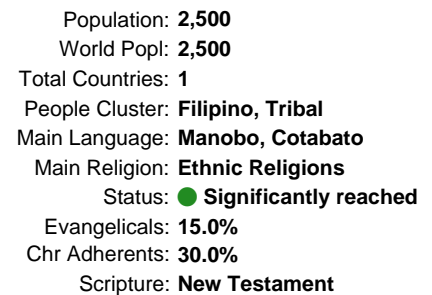 Population: 2,500
World Popl: 2,500
Total Countries: 1
People Cluster: Filipino, Tribal
Main Language: Manobo, Cotabato
Main Religion: Ethnic Religions
Status: Significantly reached
Evangelicals: 15.0%
Chr Adherents: 30.0%
Scripture: New Testament